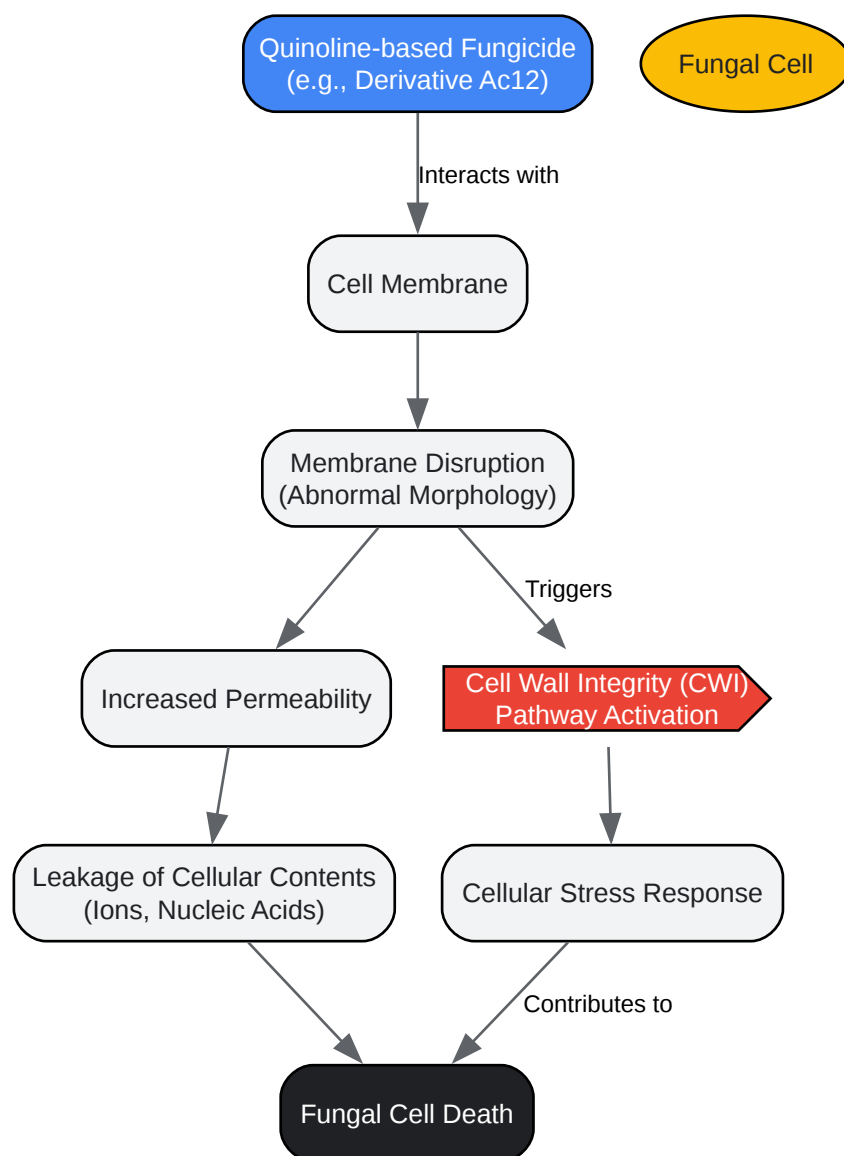 Quinoline-based Fungicide
(e.g., Derivative Ac12)
Fungal Cell
Interacts with
Cell Membrane
Membrane Disruption
(Abnormal Morphology)
Triggers
Increased Permeability
Cell Wall Integrity (CWI)
Pathway Activation
Leakage of Cellular Contents
(Ions, Nucleic Acids)
Cellular Stress Response
Contributes to
Fungal Cell Death